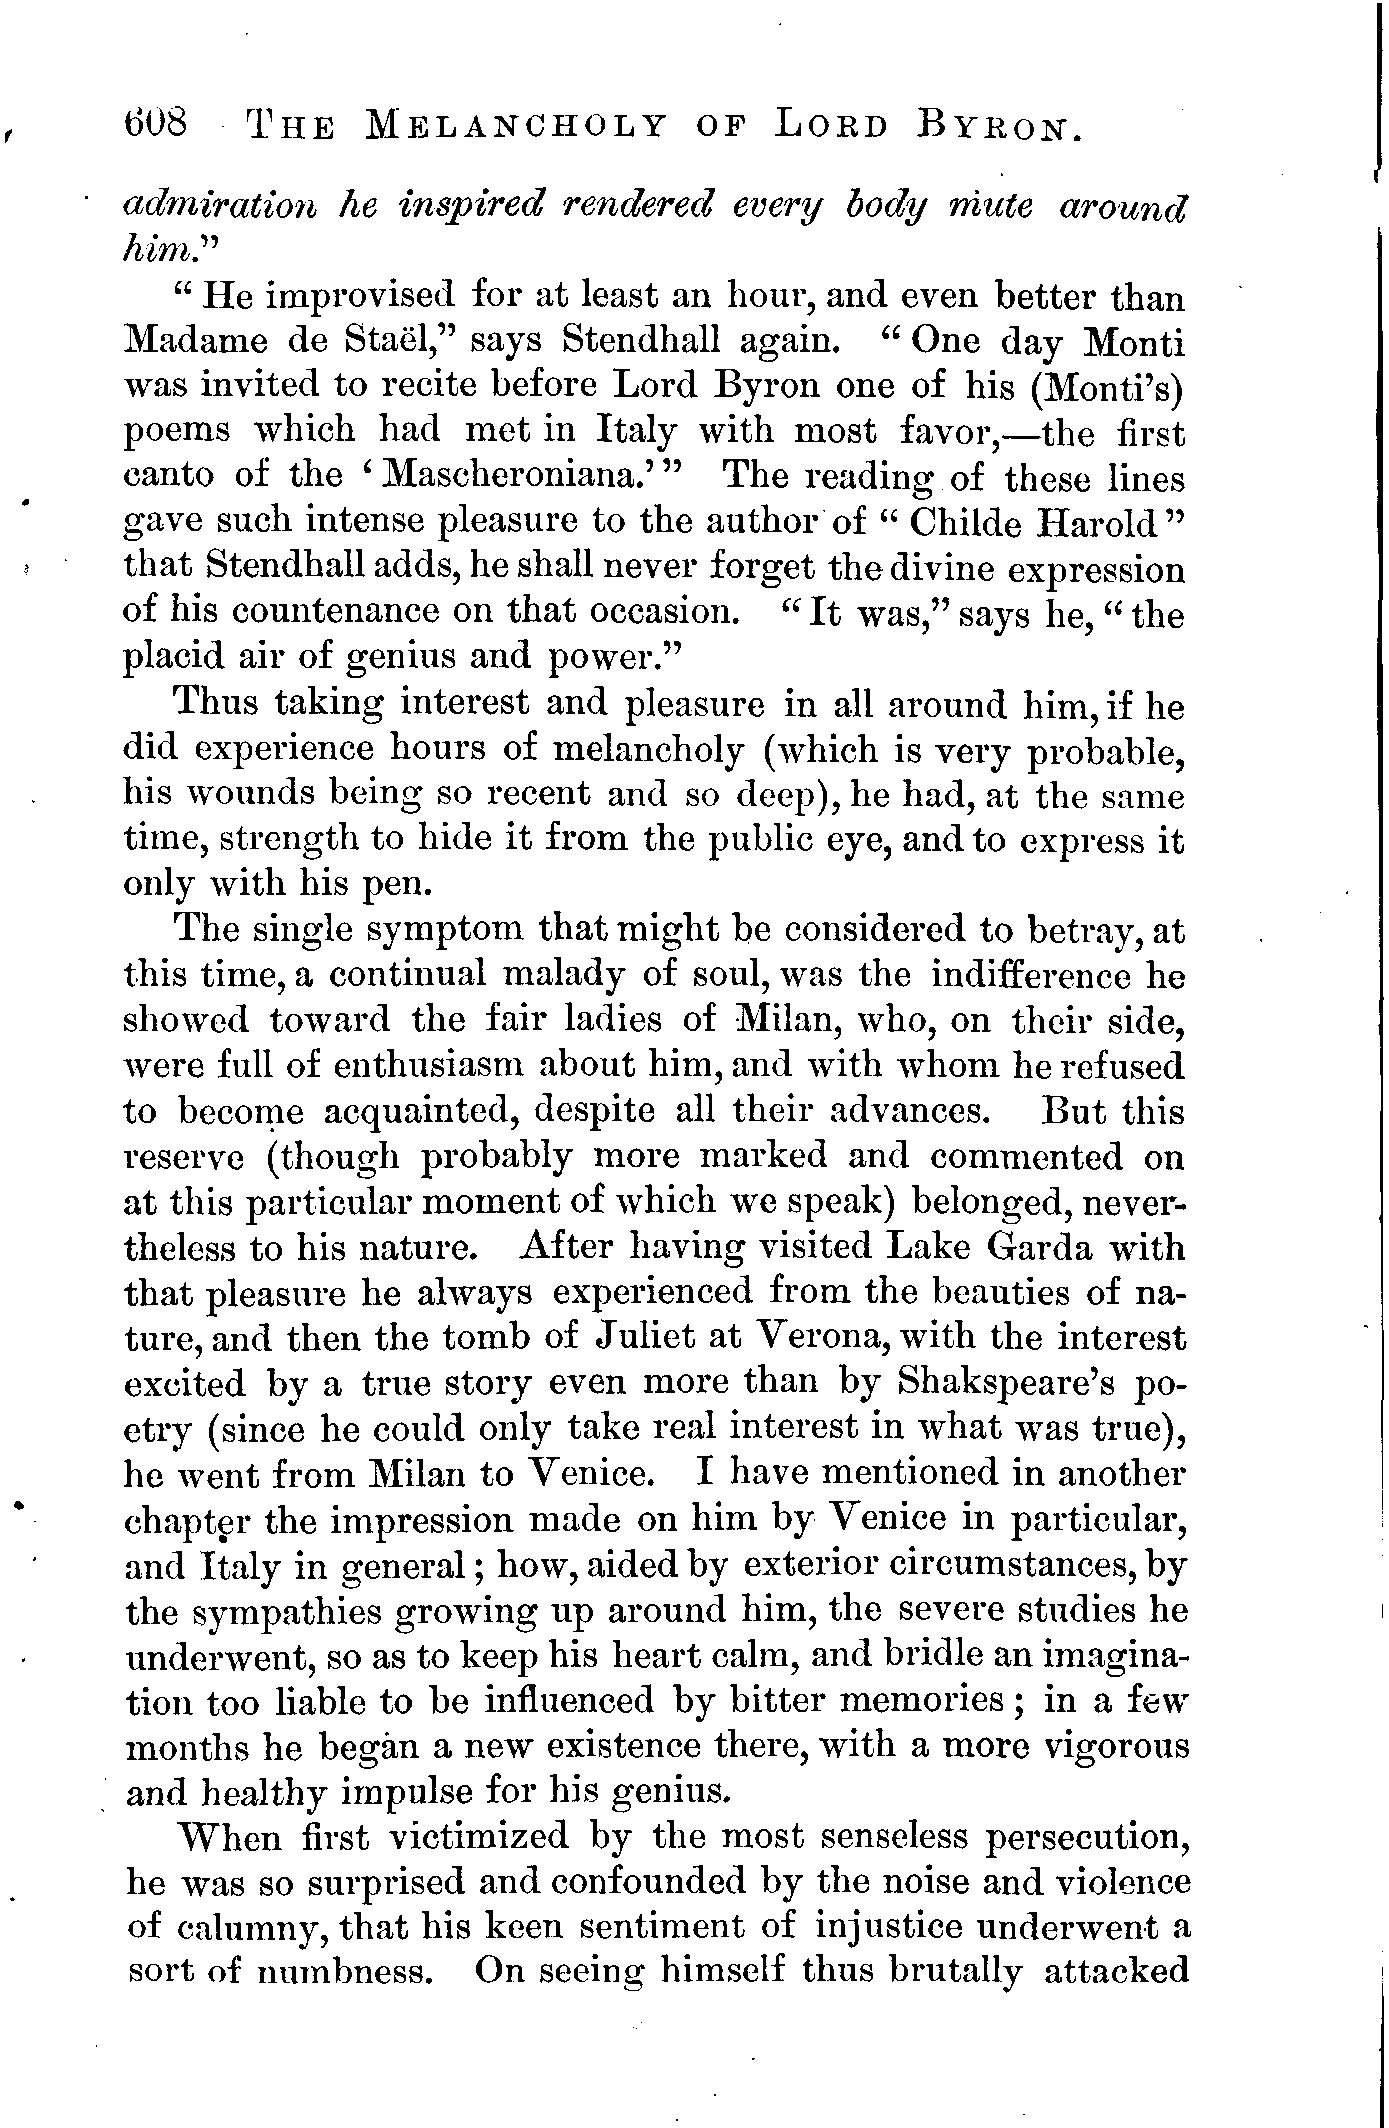 608 THE MELANCHOLY OF LORD BYRON.
admiration he inspired rendered every body mute around
him."
" He improvised for at least an hour, and even better than
Madame de Staël," says Stendhall again. " One day Monti
was invited to recite before Lord Byron one of his (Monti's)
poems which had met in Italy with most favor,—the first
canto of the ' Mascheroniana.' " The reading of these lines
gave such intense pleasure to the author of " Childe Harold "
that Stendhall adds, he shall never forget the divine expression
of his countenance on that occasion. " It was," says he, " the
placid air of genius and power."
Thus taking interest and pleasure in all around him, if he
did experience hours of melancholy (which is very probable,
his wounds being so recent and so deep), he had, at the same
time, strength to hide it from the public eye, and to express it
only with his pen.
The single symptom that might be considered to betray, at
this time, a continual malady of soul, was the indifference he
showed toward the fair ladies of Milan, who, on their side,
were full of enthusiasm about him, and with whom he refused
to become acquainted, despite all their advances. But this
reserve (though probably more marked and commented on
at this particular moment of which we speak) belonged, never-
theless to his nature. After having visited Lake Garda with
that pleasure he always experienced from the beauties of na-
ture, and then the tomb of Juliet at Verona, with the interest
excited by a true story even more than by Shakspeare's po-
etry (since he could only take real interest in what was true),
he went from Milan to Venice. I have mentioned in another
chapter the impression made on him by Venice in particular,
and Italy in general ; how, aided by exterior circumstances, by
the sympathies growing up around him, the severe studies he
underwent, so as to keep his heart calm, and bridle an imagina-
tion too liable to be influenced by bitter memories ; in a few
months he began a new existence there, with a more vigorous
and healthy impulse for his genius.
When first victimized by the most senseless persecution,
he was so surprised and confounded by the noise and violence
of calumny, that his keen sentiment of injustice underwent a
sort of numbness. On seeing himself thus brutally attacked